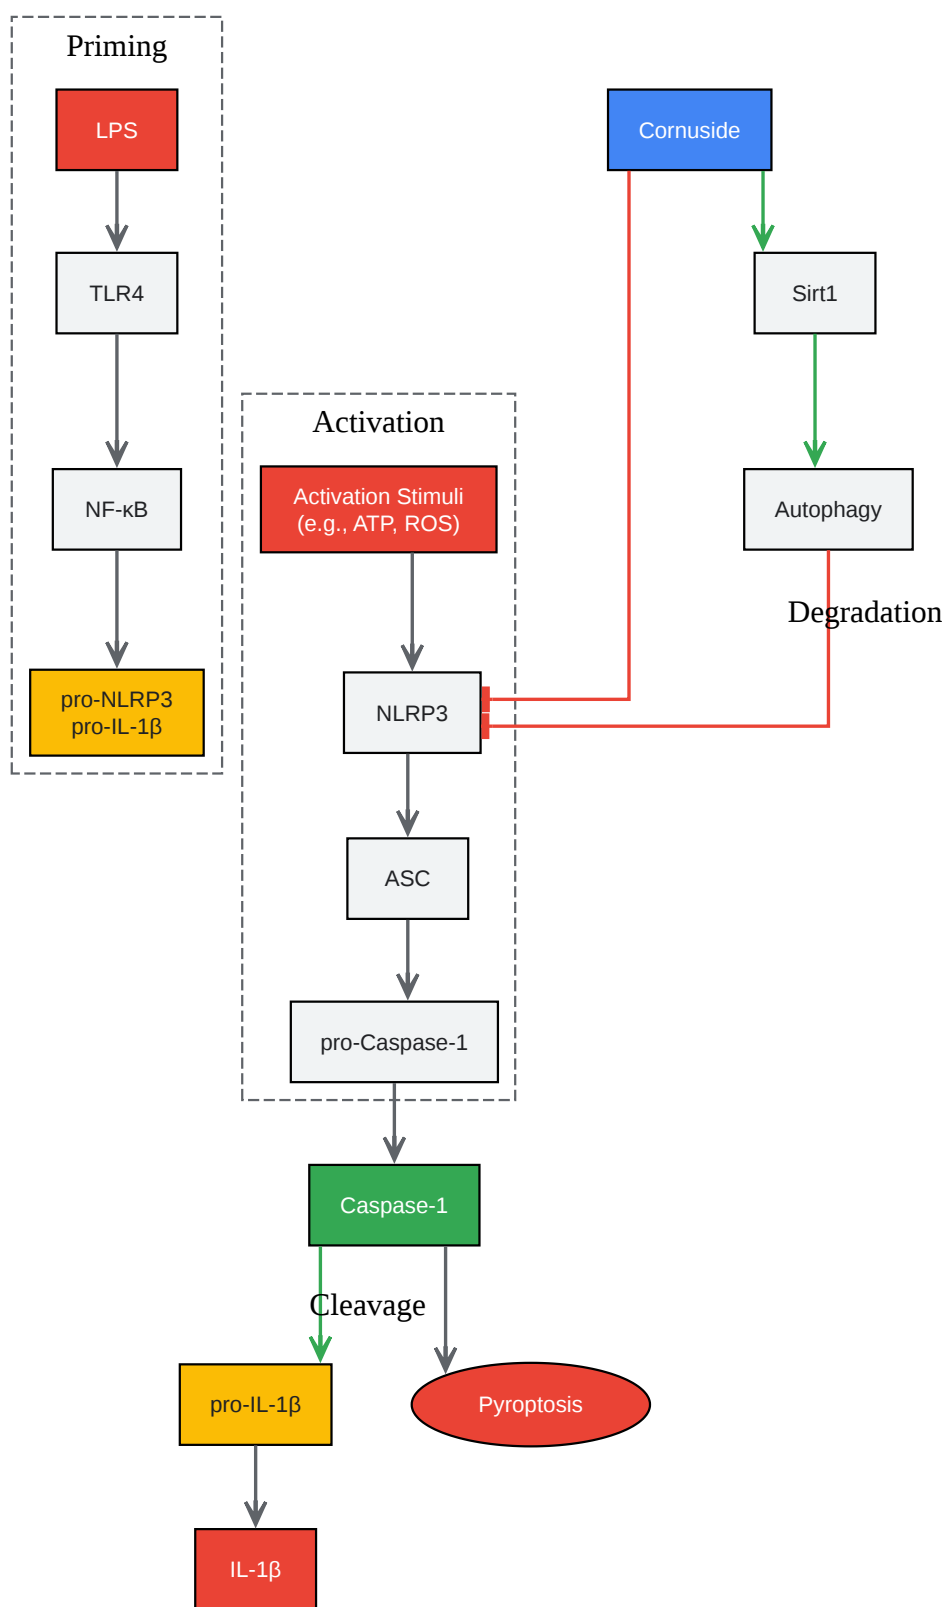 Priming
LPS
TLR4
NF-κB
pro-NLRP3
pro-IL-1β
Cornuside
Sirt1
Autophagy
Degradation
Activation
Activation Stimuli
(e.g., ATP, ROS)
NLRP3
ASC
pro-Caspase-1
Caspase-1
Cleavage
pro-IL-1β
Pyroptosis
IL-1β